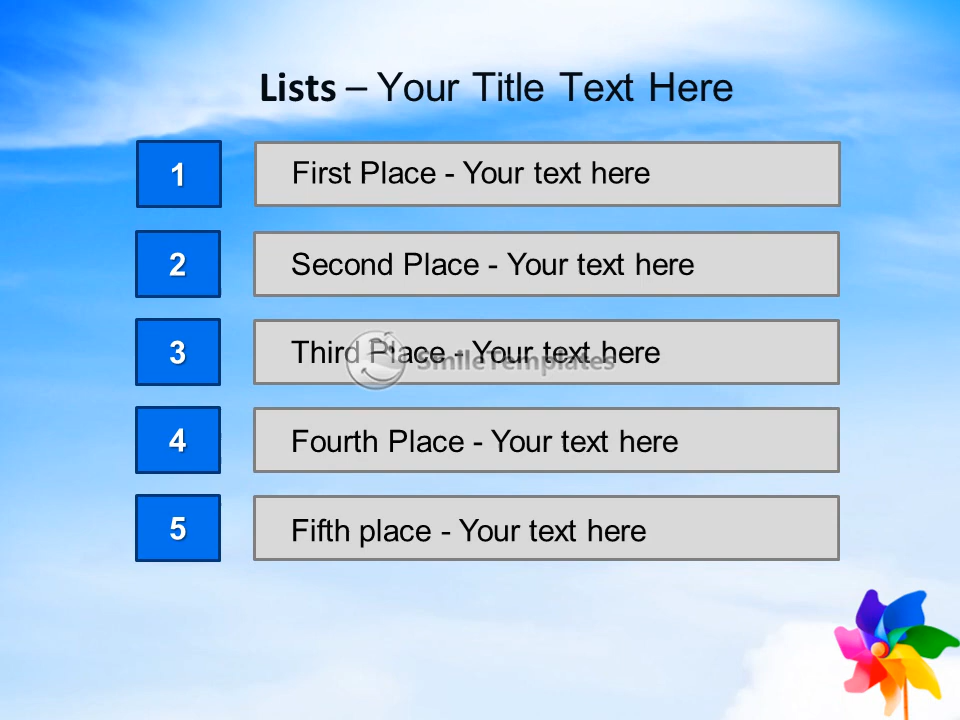 Lists – Your Title Text Here
1
First Place - Your text here
2
Second Place - Your text here
3
Third Place - Your text here
SmileTemplates
4
Fourth Place - Your text here
5
Fifth place - Your text here